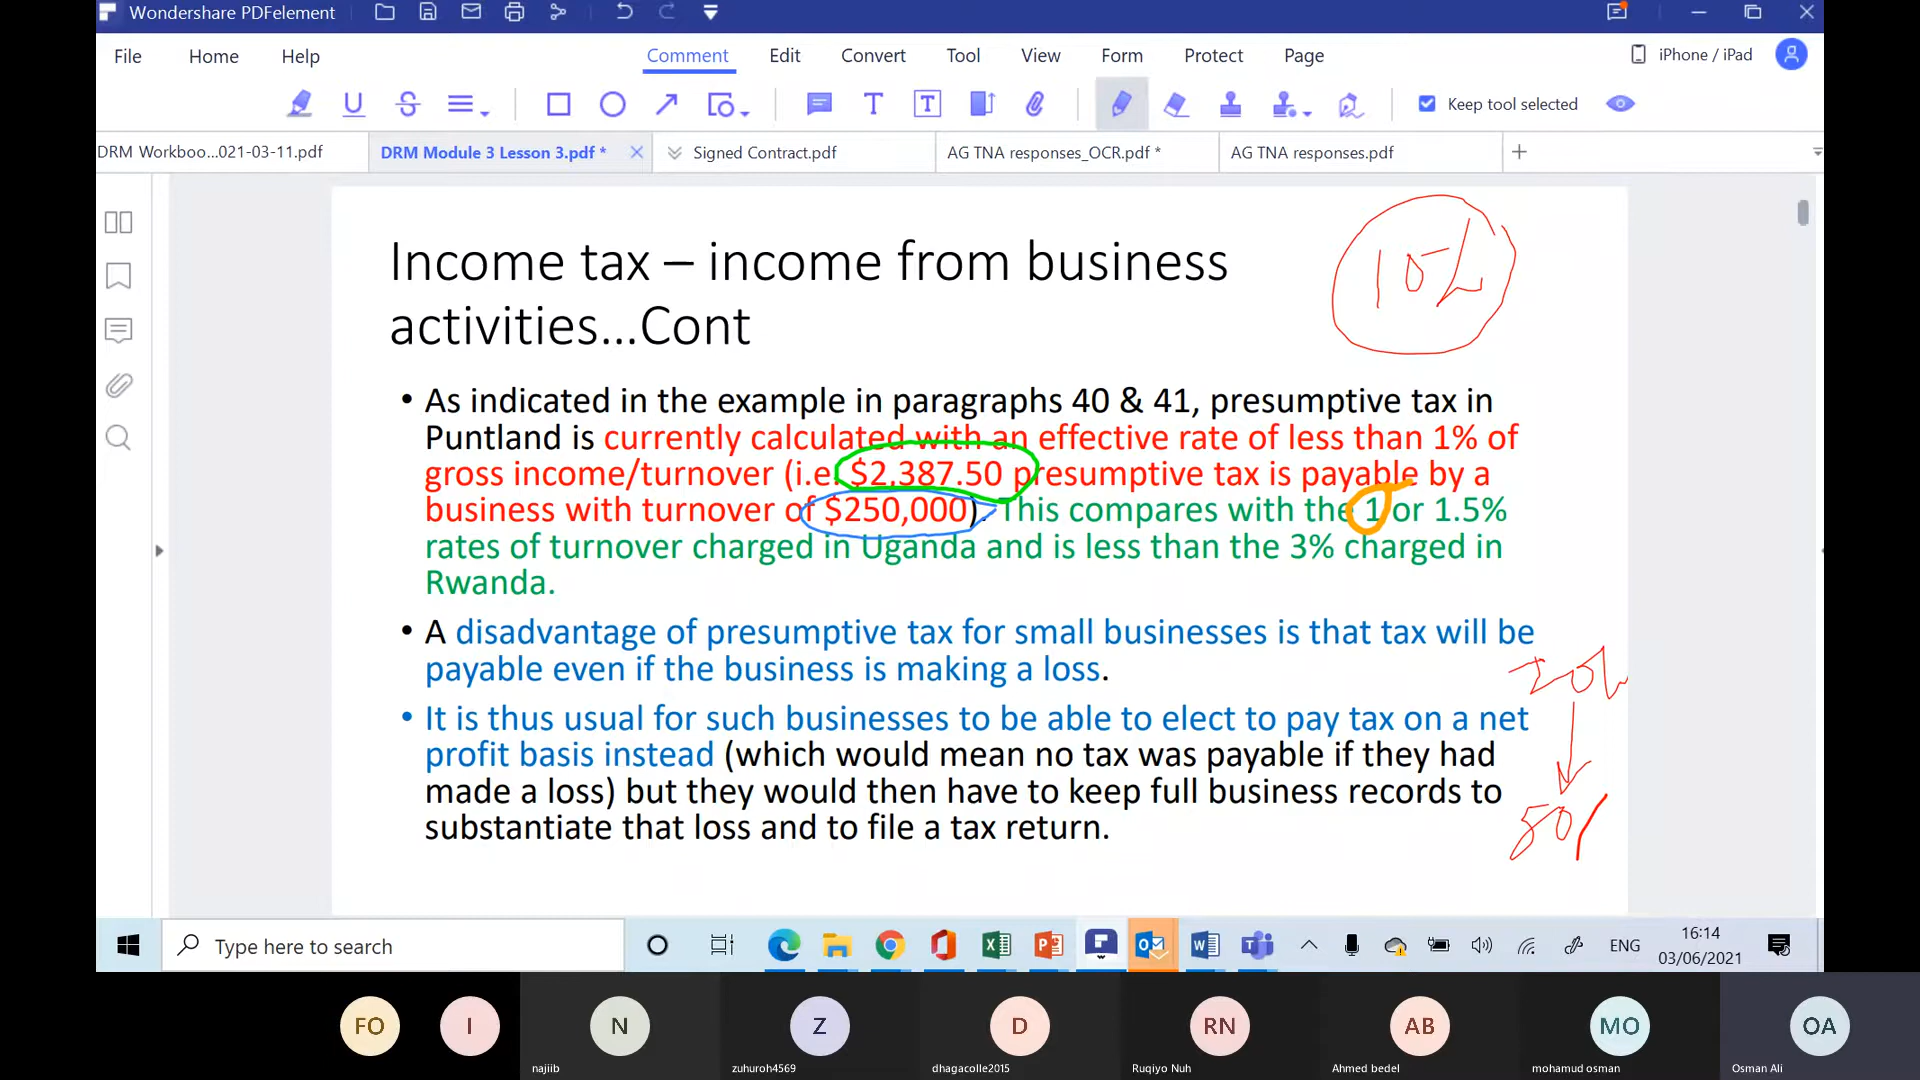 Wondershare PDFelement
File Home Help Comment Edit Convert Tool View Form Protect Page iPhone / iPad
Keep tool selected
DRM Workboo...021-03-11.pdf DRM Module 3 Lesson 3.pdf * Signed Contract.pdf AG TNA responses_OCR.pdf * AG TNA responses.pdf
Income tax – income from business
activities...Cont
• As indicated in the example in paragraphs 40 & 41, presumptive tax in
Puntland is currently calculated with an effective rate of less than 1% of
gross income/turnover (i.e. $2,387.50 presumptive tax is payable by a
business with turnover of $250,000). This compares with the 1 or 1.5%
rates of turnover charged in Uganda and is less than the 3% charged in
Rwanda.
• A disadvantage of presumptive tax for small businesses is that tax will be
payable even if the business is making a loss.
• It is thus usual for such businesses to be able to elect to pay tax on a net
profit basis instead (which would mean no tax was payable if they had
made a loss) but they would then have to keep full business records to
substantiate that loss and to file a tax return.
Type here to search
ENG
16:14
03/06/2021
FO I N Z D RN AB MO OA
najiib zuhuroh4569 dhagacolle2015 Ruqiyo Nuh Ahmed bedel mohamud osman Osman Ali